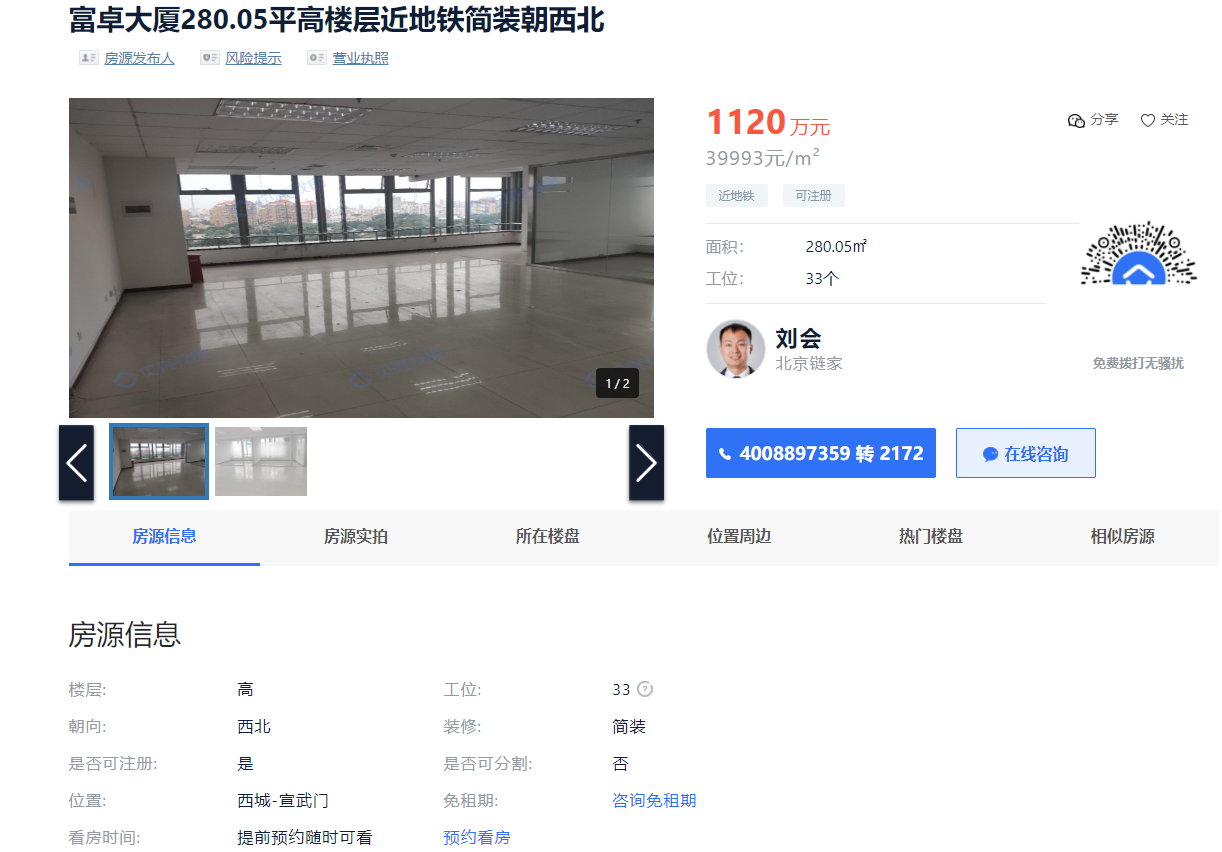 富卓大厦280.05平高楼层近地铁简装朝西北
房源发布人 风险提示 营业执照
1120万元
分享 关注
39993元/m²
近地铁 可注册
面积: 280.05㎡
工位: 33个
刘会
北京链家
免费拨打无骚扰
1 / 2
4008897359 转 2172
在线咨询
房源信息 房源实拍 所在楼盘 位置周边 热门楼盘 相似房源
房源信息
楼层: 高 工位: 33 ?
朝向: 西北 装修: 简装
是否可注册: 是 是否可分割: 否
位置: 西城-宣武门 免租期: 咨询免租期
看房时间: 提前预约随时可看 预约看房